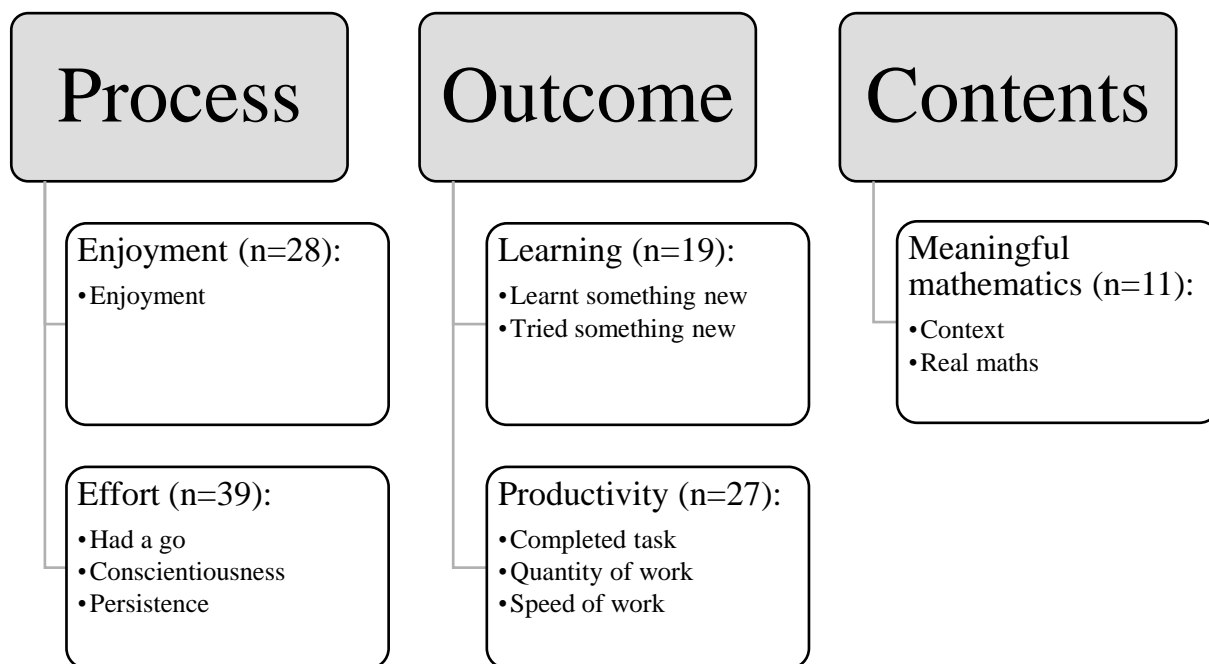 Process
Enjoyment (n=28):
•Enjoyment
Effort (n=39):
•Had a go
•Conscientiousness
•Persistence
Outcome
Learning (n=19):
•Learnt something new
•Tried something new
Productivity (n=27):
•Completed task
•Quantity of work
•Speed of work
Contents
Meaningful
mathematics (n=11):
•Context
•Real maths